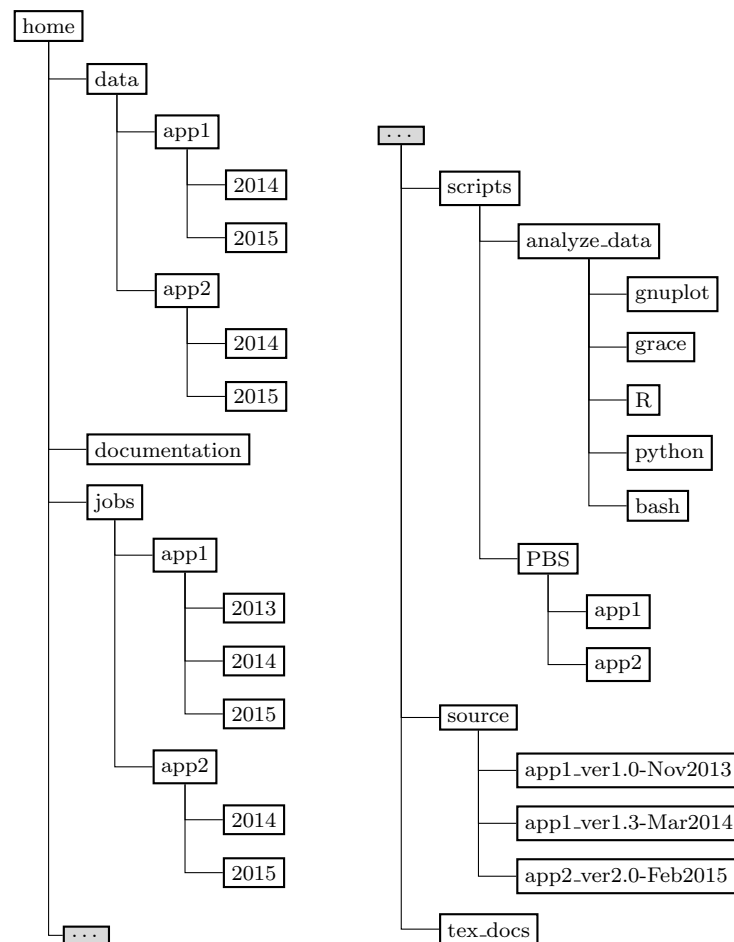 home
data
app1
2014
2015
app2
2014
2015
documentation
jobs
app1
2013
2014
2015
app2
2014
2015
...
...
scripts
analyze_data
gnuplot
grace
R
python
bash
PBS
app1
app2
source
app1_ver1.0-Nov2013
app1_ver1.3-Mar2014
app2_ver2.0-Feb2015
tex_docs